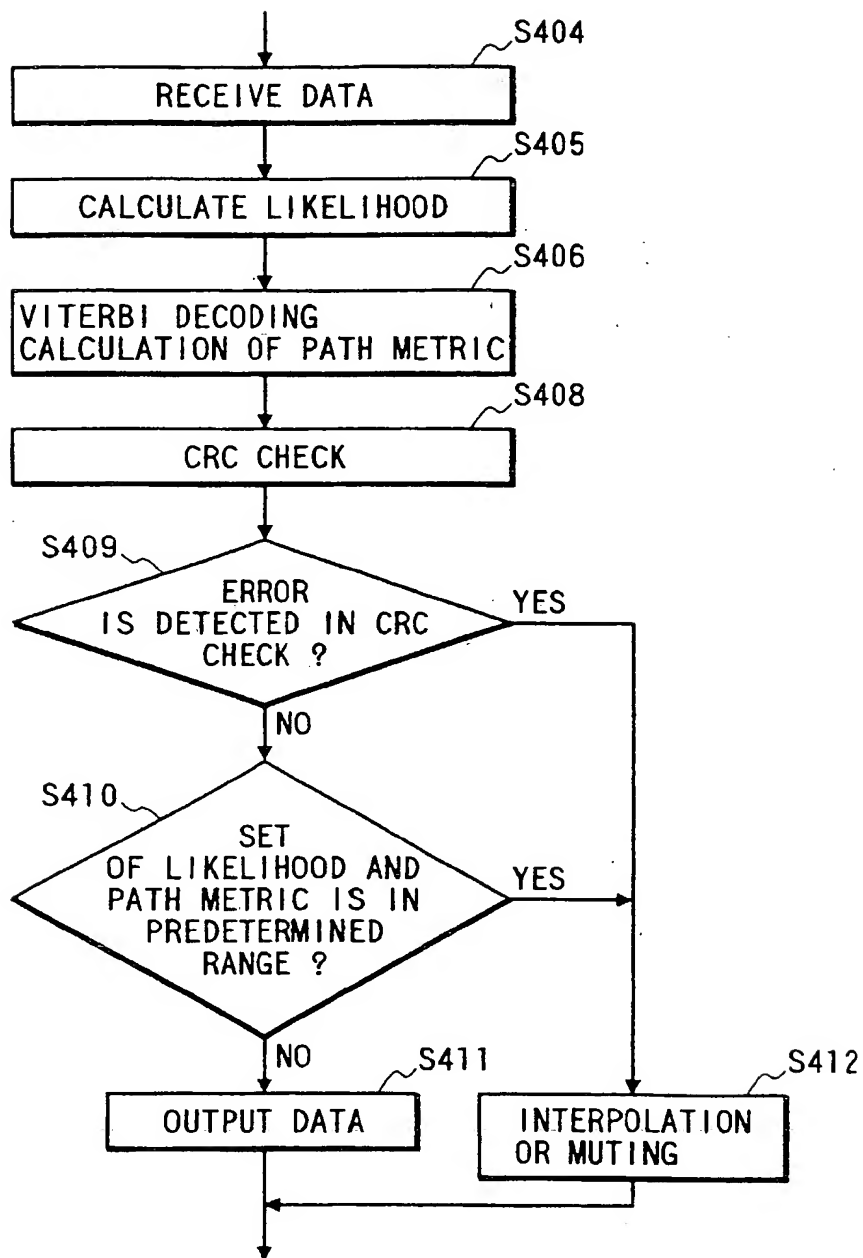 S404
RECEIVE DATA
S405
CALCULATE LIKELIHOOD
S406
VITERBI DECODING
CALCULATION OF PATH METRIC
S408
CRC CHECK
S409
ERROR
IS DETECTED IN CRC
CHECK ?
YES
NO
S410
SET
OF LIKELIHOOD AND
PATH METRIC IS IN
PREDETERMINED
RANGE ?
YES
NO
S411
OUTPUT DATA
S412
INTERPOLATION
OR MUTING